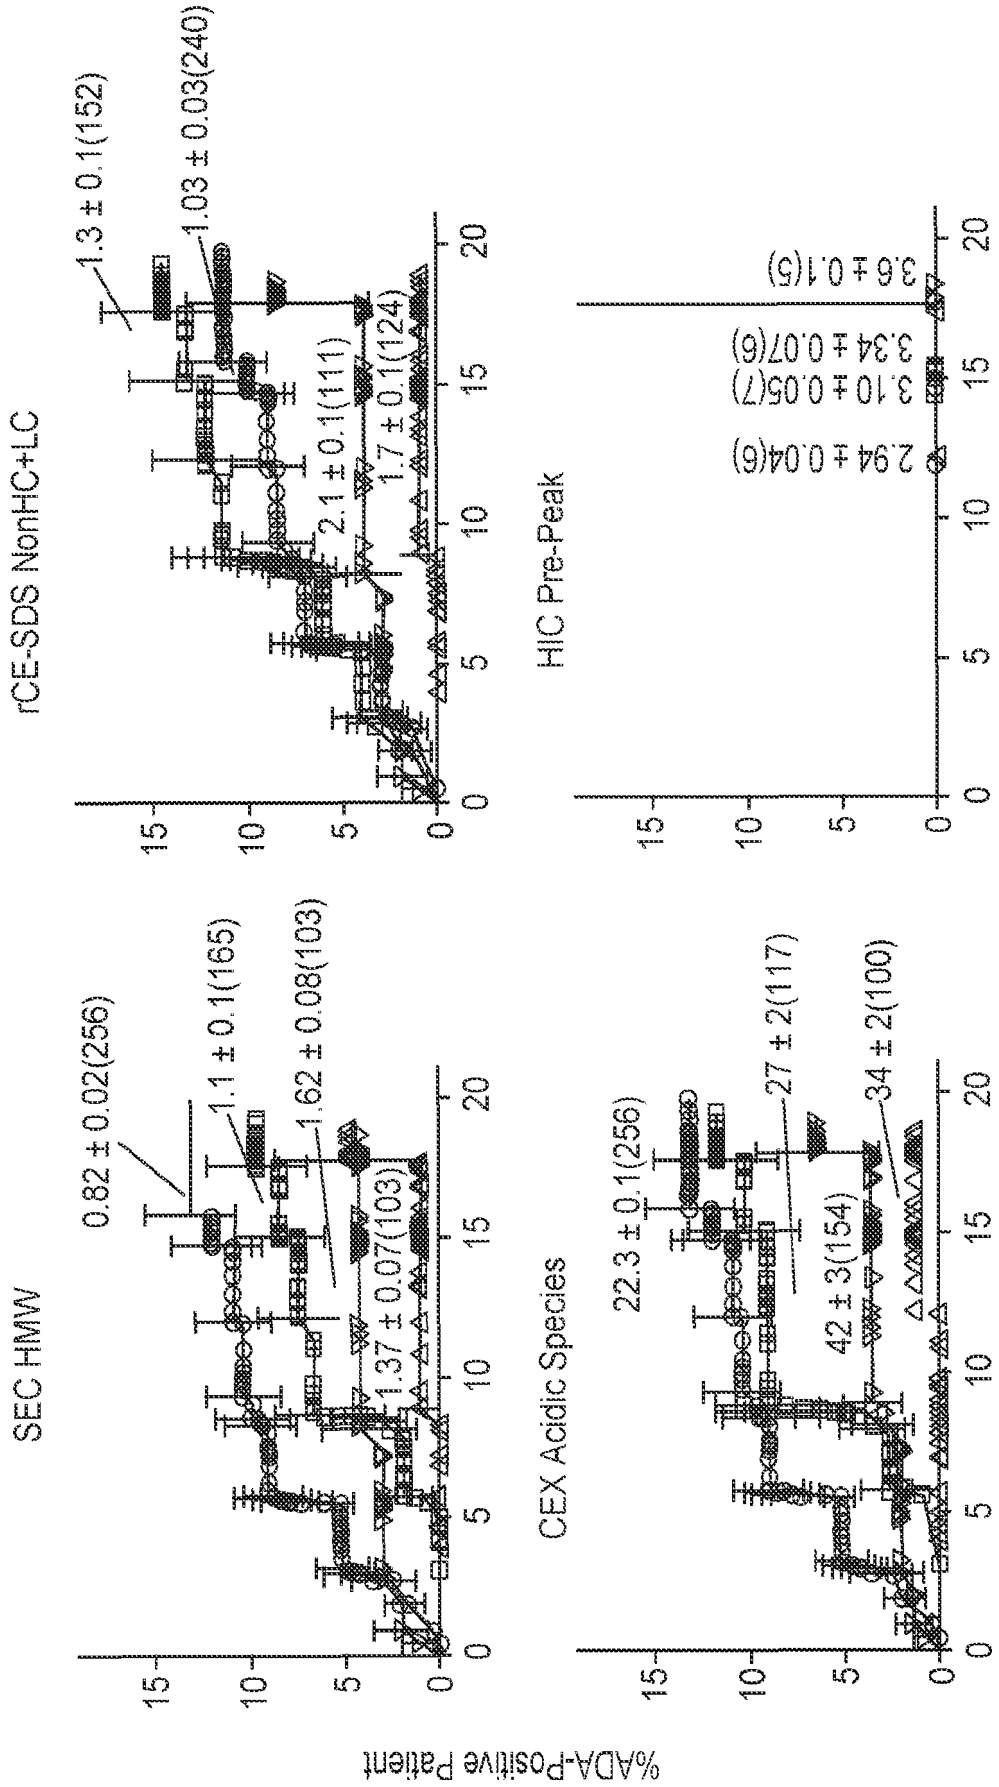 SEC HMW
0.82 ± 0.02(256)
1.1 ± 0.1(165)
1.62 ± 0.08(103)
1.37 ± 0.07(103)
15
10
5
0
0
5
10
15
20
rCE-SDS NonHC+LC
1.3 ± 0.1(152)
1.03 ± 0.03(240)
2.1 ± 0.1(111)
1.7 ± 0.1(124)
15
10
5
0
0
5
10
15
20
%ADA-Positive Patient
CEX Acidic Species
22.3 ± 0.1(256)
27 ± 2(117)
42 ± 3(154)
34 ± 2(100)
15
10
5
0
0
5
10
15
20
HIC Pre-Peak
2.94 ± 0.04(6)
3.10 ± 0.05(7)
3.34 ± 0.07(6)
3.6 ± 0.1(5)
15
10
5
0
0
5
10
15
20